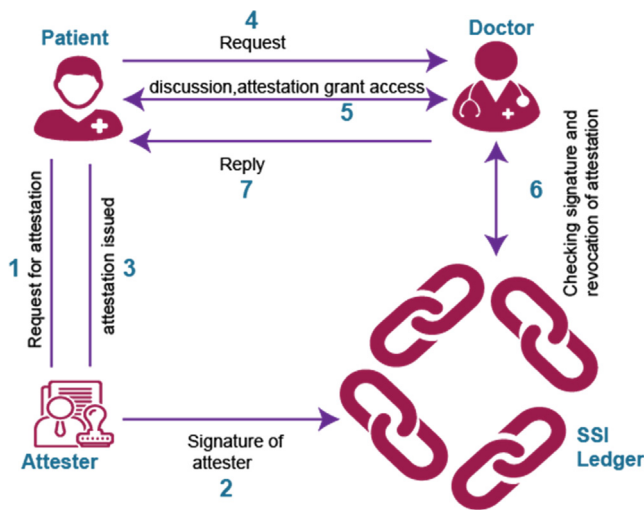 4
Patient
Request
Doctor
discussion,attestation grant access
5
Reply
7
6
Checking signature and
revocation of attestation
1
Request for attestation
attestation issued
3
Attester
Signature of
attester
2
SSI
Ledger